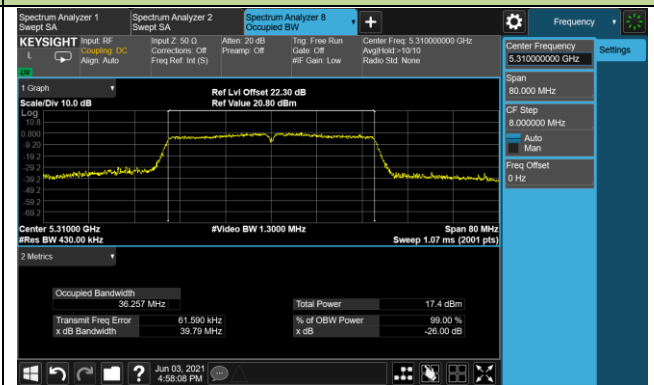 Spectrum Analyzer 1
Swept SA
Spectrum Analyzer 2
Swept SA
Spectrum Analyzer 8
Occupied BW
+
Frequency
KEYSIGHT
L
Input: RF
Coupling: DC
Align: Auto
Input Z: 50 Ω
Corrections: Off
Freq Ref: Int (S)
Atten: 20 dB
Preamp: Off
Trig: Free Run
Gate: Off
#IF Gain: Low
Center Freq: 5.310000000 GHz
Avg|Hold:>10/10
Radio Std: None
1 Graph
Scale/Div 10.0 dB
Ref Lvl Offset 22.30 dB
Ref Value 20.80 dBm
Log
10.8
0.800
-9.20
-19.2
-29.2
-39.2
-49.2
-59.2
-69.2
Center 5.31000 GHz
#Res BW 430.00 kHz
#Video BW 1.3000 MHz
Span 80 MHz
Sweep 1.07 ms (2001 pts)
2 Metrics
Occupied Bandwidth
36.257 MHz
Transmit Freq Error 61.590 kHz
x dB Bandwidth 39.79 MHz
Total Power 17.4 dBm
% of OBW Power 99.00 %
x dB -26.00 dB
Center Frequency
5.310000000 GHz
Span
80.000 MHz
CF Step
8.000000 MHz
Auto
Man
Freq Offset
0 Hz
Settings
?
Jun 03, 2021
4:58:08 PM